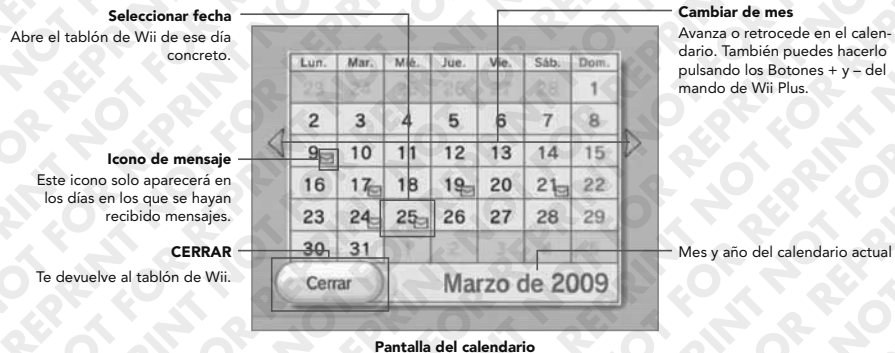 Seleccionar fecha
Abre el tablón de Wii de ese día
concreto.
Icono de mensaje
Este icono solo aparecerá en
los días en los que se hayan
recibido mensajes.
CERRAR
Te devuelve al tablón de Wii.
Lun. Mar. Mié. Jue. Vie. Sáb. Dom.
1
2 3 4 5 6 7 8
9 10 11 12 13 14 15
16 17 18 19 20 21 22
23 24 25 26 27 28 29
30 31
Cerrar
Marzo de 2009
Cambiar de mes
Avanza o retrocede en el calen-
dario. También puedes hacerlo
pulsando los Botones + y – del
mando de Wii Plus.
Mes y año del calendario actual
Pantalla del calendario
NOT FOR REPRINT